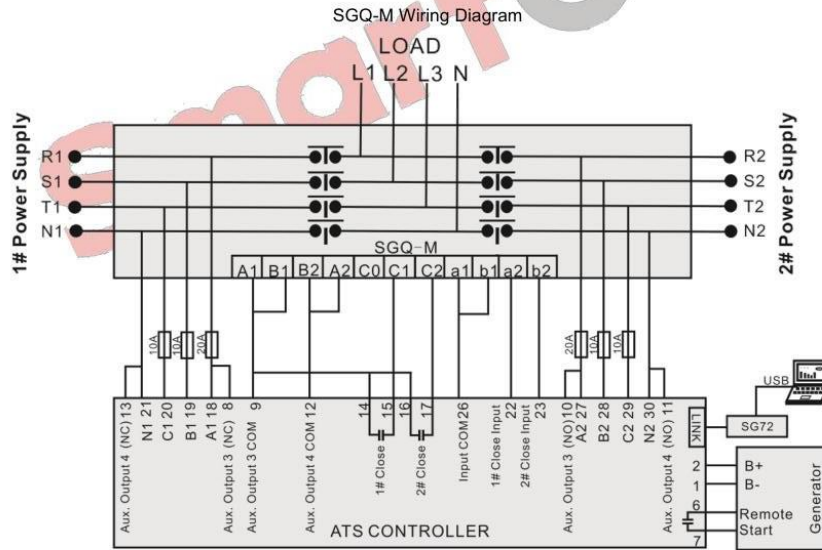 SGQ-M Wiring Diagram
LOAD
L1 L2 L3 N
1# Power Supply
R1
S1
T1
N1
R2
S2
T2
N2
2# Power Supply
SGQ-M
A1 B1 B2 A2 C0 C1 C2 a1 b1 a2 b2
10A 10A 20A
20A 10A 10A
Aux. Output 4 (NC) 13
N1 21
C1 20
B1 19
A1 18
Aux. Output 3 (NC) 8
Aux. Output 3 COM 9
Aux. Output 4 COM 12
14
1# Close 15
16
2# Close 17
Input COM 26
1# Close Input 22
2# Close Input 23
Aux. Output 3 (NO) 10
A2 27
B2 28
C2 29
N2 30
Aux. Output 4 (NO) 11
LINK
SG72
USB
2 B+
1 B-
6 Remote
Start
7
Generator
ATS CONTROLLER